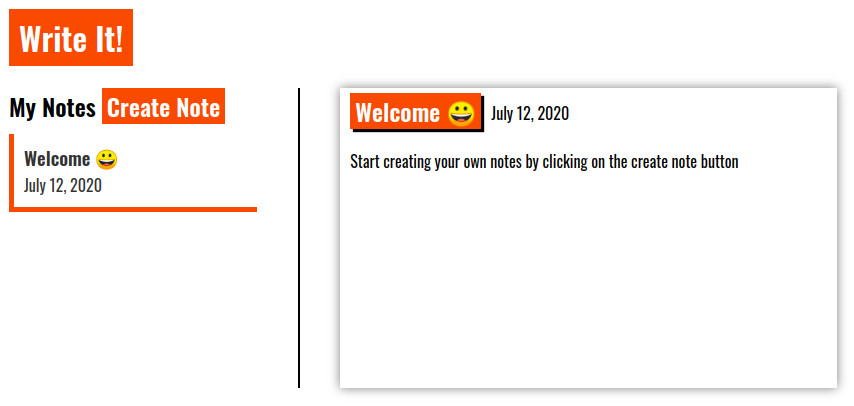 Write It!
My Notes Create Note
Welcome 😀
July 12, 2020
Welcome 😀 July 12, 2020
Start creating your own notes by clicking on the create note button